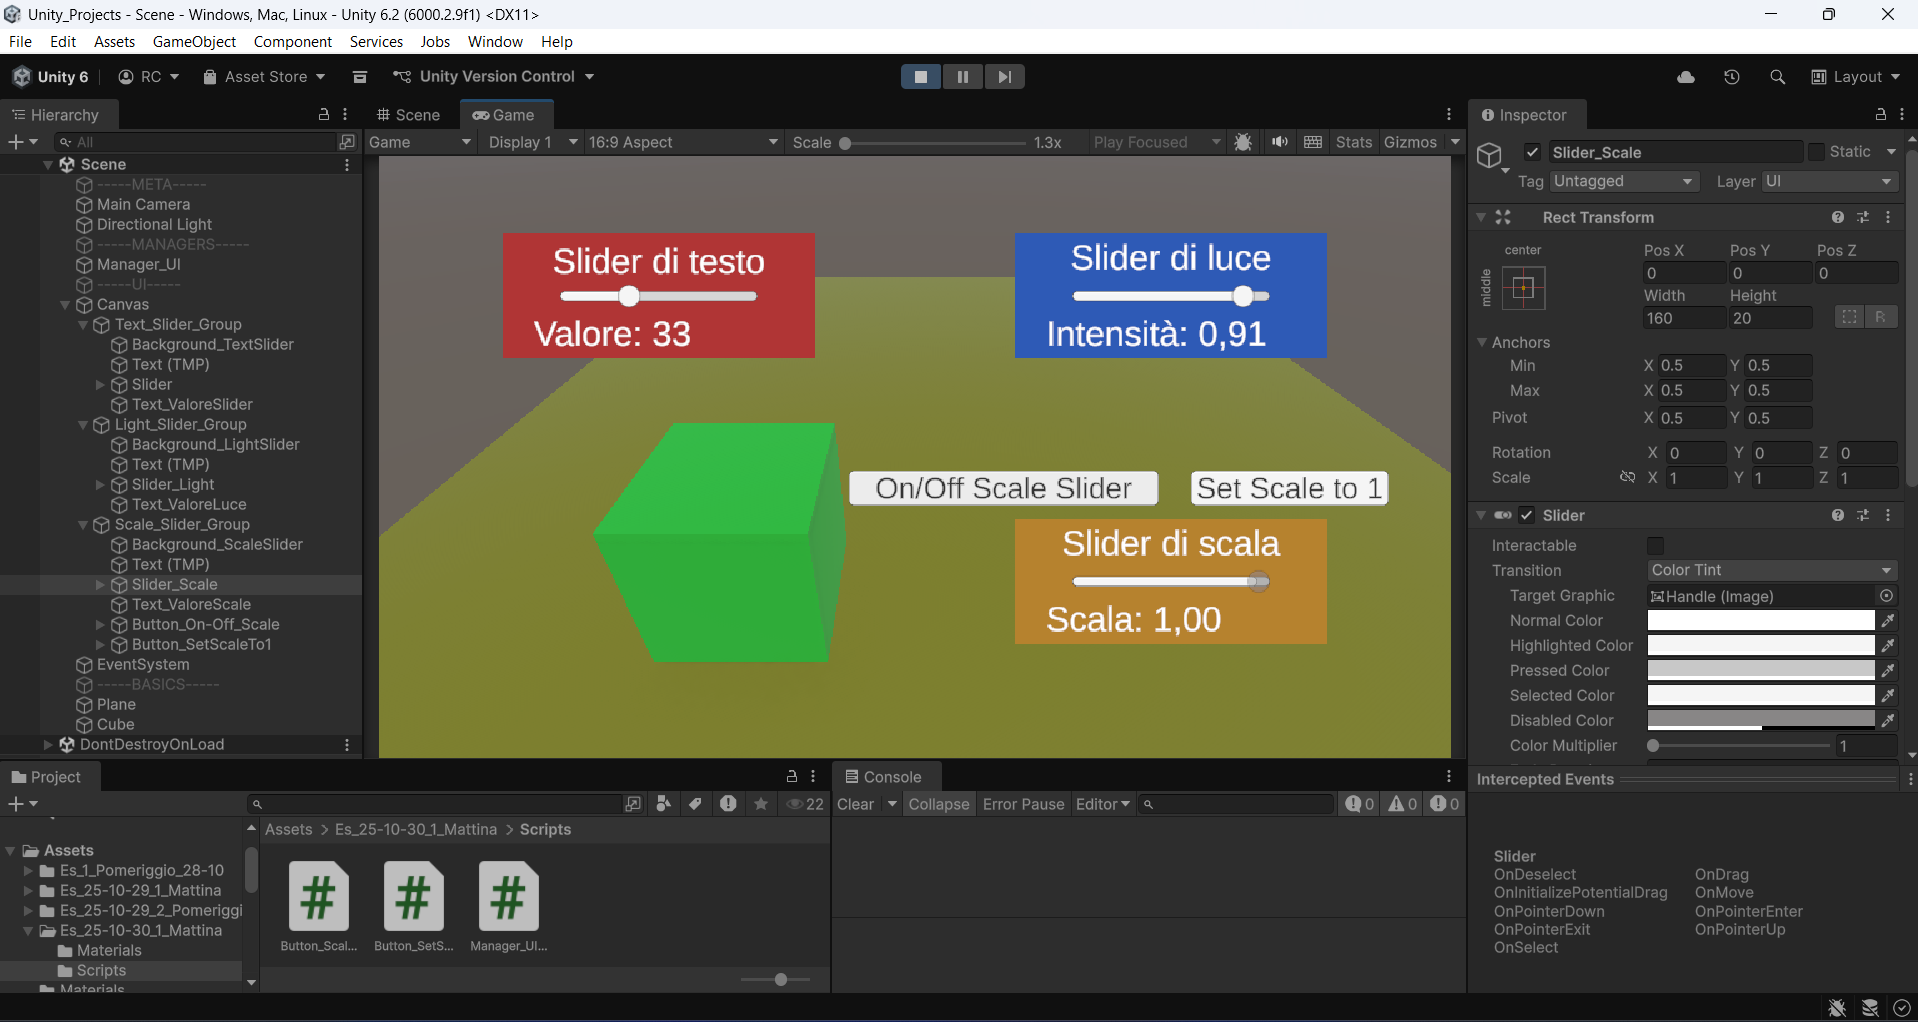 Unity_Projects - Scene - Windows, Mac, Linux - Unity 6.2 (6000.2.9f1) <DX11>
File Edit Assets GameObject Component Services Jobs Window Help
Unity 6 RC Asset Store Unity Version Control Layout
Hierarchy
All
Scene
-----META-----
Main Camera
Directional Light
-----MANAGERS-----
Manager_UI
-----UI-----
Canvas
Text_Slider_Group
Background_TextSlider
Text (TMP)
Slider
Text_ValoreSlider
Light_Slider_Group
Background_LightSlider
Text (TMP)
Slider_Light
Text_ValoreLuce
Scale_Slider_Group
Background_ScaleSlider
Text (TMP)
Slider_Scale
Text_ValoreScale
Button_On-Off_Scale
Button_SetScaleTo1
EventSystem
-----BASICS-----
Plane
Cube
DontDestroyOnLoad
Scene Game
Game Display 1 16:9 Aspect Scale 1.3x Play Focused Stats Gizmos
Slider di testo
Valore: 33
Slider di luce
Intensità: 0,91
On/Off Scale Slider
Set Scale to 1
Slider di scala
Scala: 1,00
Inspector
Slider_Scale Static
Tag Untagged Layer UI
Rect Transform
center
middle
Pos X Pos Y Pos Z
0 0 0
Width Height
160 20 R
Anchors
Min X 0.5 Y 0.5
Max X 0.5 Y 0.5
Pivot X 0.5 Y 0.5
Rotation X 0 Y 0 Z 0
Scale X 1 Y 1 Z 1
Slider
Interactable
Transition Color Tint
Target Graphic Handle (Image)
Normal Color
Highlighted Color
Pressed Color
Selected Color
Disabled Color
Color Multiplier 1
Intercepted Events
Slider
OnDeselect OnDrag
OnInitializePotentialDrag OnMove
OnPointerDown OnPointerEnter
OnPointerExit OnPointerUp
OnSelect
Project
22
Assets
Es_1_Pomeriggio_28-10
Es_25-10-29_1_Mattina
Es_25-10-29_2_Pomeriggi
Es_25-10-30_1_Mattina
Materials
Scripts
Materials
Assets > Es_25-10-30_1_Mattina > Scripts
Button_Scal... Button_SetS... Manager_UI...
Console
Clear Collapse Error Pause Editor 0 0 0